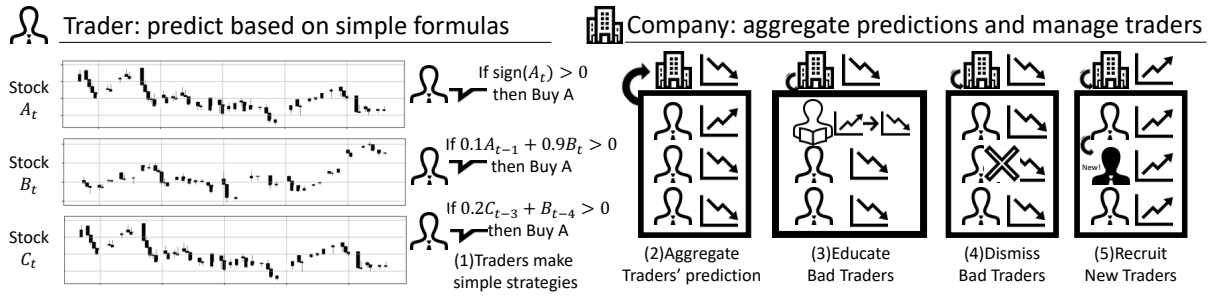 Trader: predict based on simple formulas
Stock
A_t
Stock
B_t
Stock
C_t
If sign(A_t) > 0
then Buy A
If 0.1A_{t−1} + 0.9B_t > 0
then Buy A
If 0.2C_{t−3} + B_{t−4} > 0
then Buy A
(1)Traders make
simple strategies
Company: aggregate predictions and manage traders
New!
(2)Aggregate
Traders' prediction
(3)Educate
Bad Traders
(4)Dismiss
Bad Traders
(5)Recruit
New Traders